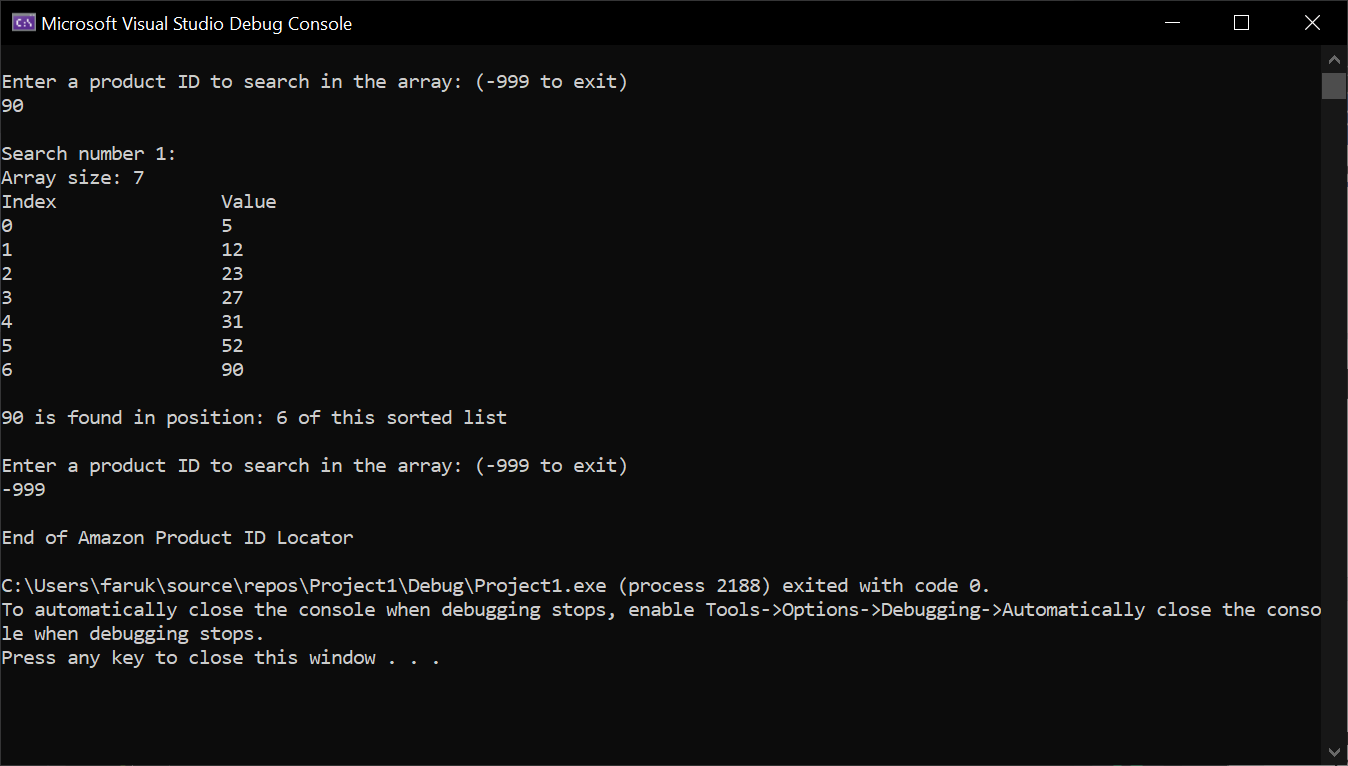 Microsoft Visual Studio Debug Console
Enter a product ID to search in the array: (-999 to exit)
90
Search number 1:
Array size: 7
Index Value
0 5
1 12
2 23
3 27
4 31
5 52
6 90
90 is found in position: 6 of this sorted list
Enter a product ID to search in the array: (-999 to exit)
-999
End of Amazon Product ID Locator
C:\Users\faruk\source\repos\Project1\Debug\Project1.exe (process 2188) exited with code 0.
To automatically close the console when debugging stops, enable Tools->Options->Debugging->Automatically close the conso
le when debugging stops.
Press any key to close this window . . .